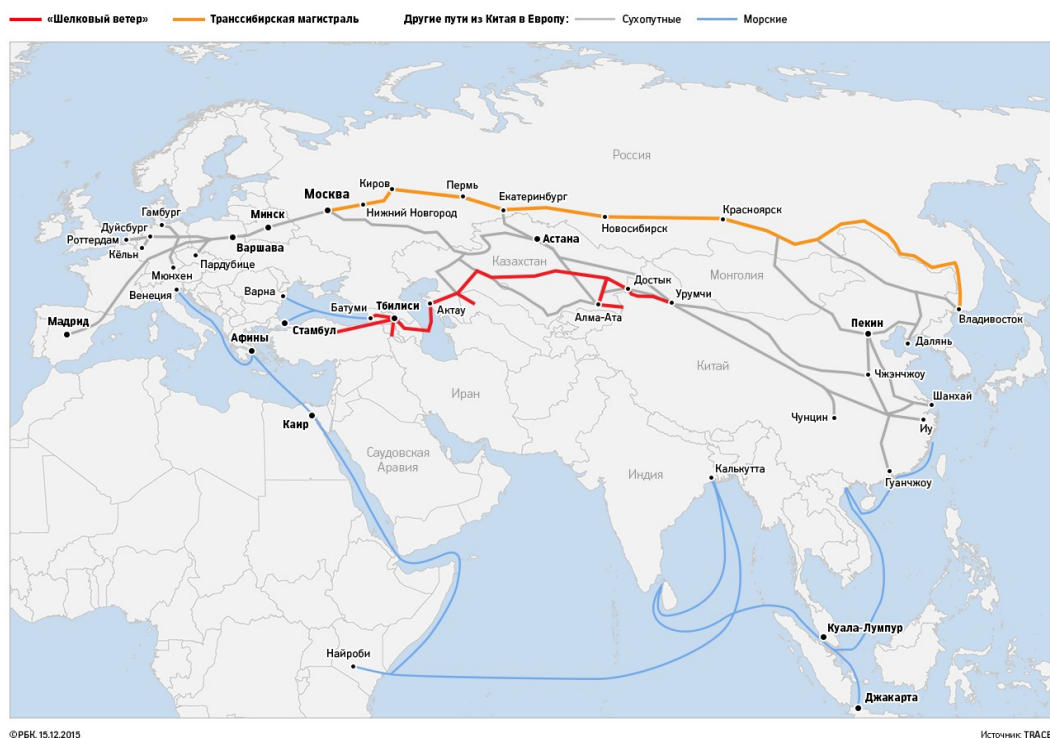 «Шелковый ветер» Транссибирская магистраль Другие пути из Китая в Европу: Сухопутные Морские
Россия
Киров
Пермь
Москва
Екатеринбург
Красноярск
Гамбург
Минск
Нижний Новгород
Дуйсбург
Новосибирск
Роттердам
Астана
Варшава
Кёльн
Пардубице
Казахстан
Мюнхен
Достык
Монголия
Венеция
Варна
Урумчи
Батуми
Тбилиси
Актау
Алма-Ата
Владивосток
Мадрид
Стамбул
Пекин
Афины
Далянь
Китай
Чжэнчжоу
Иран
Шанхай
Каир
Чунцин
Иу
Саудовская
Аравия
Индия
Калькутта
Гуанчжоу
Куала-Лумпур
Найроби
Джакарта
©РБК, 15.12.2015
Источник: TRACECA